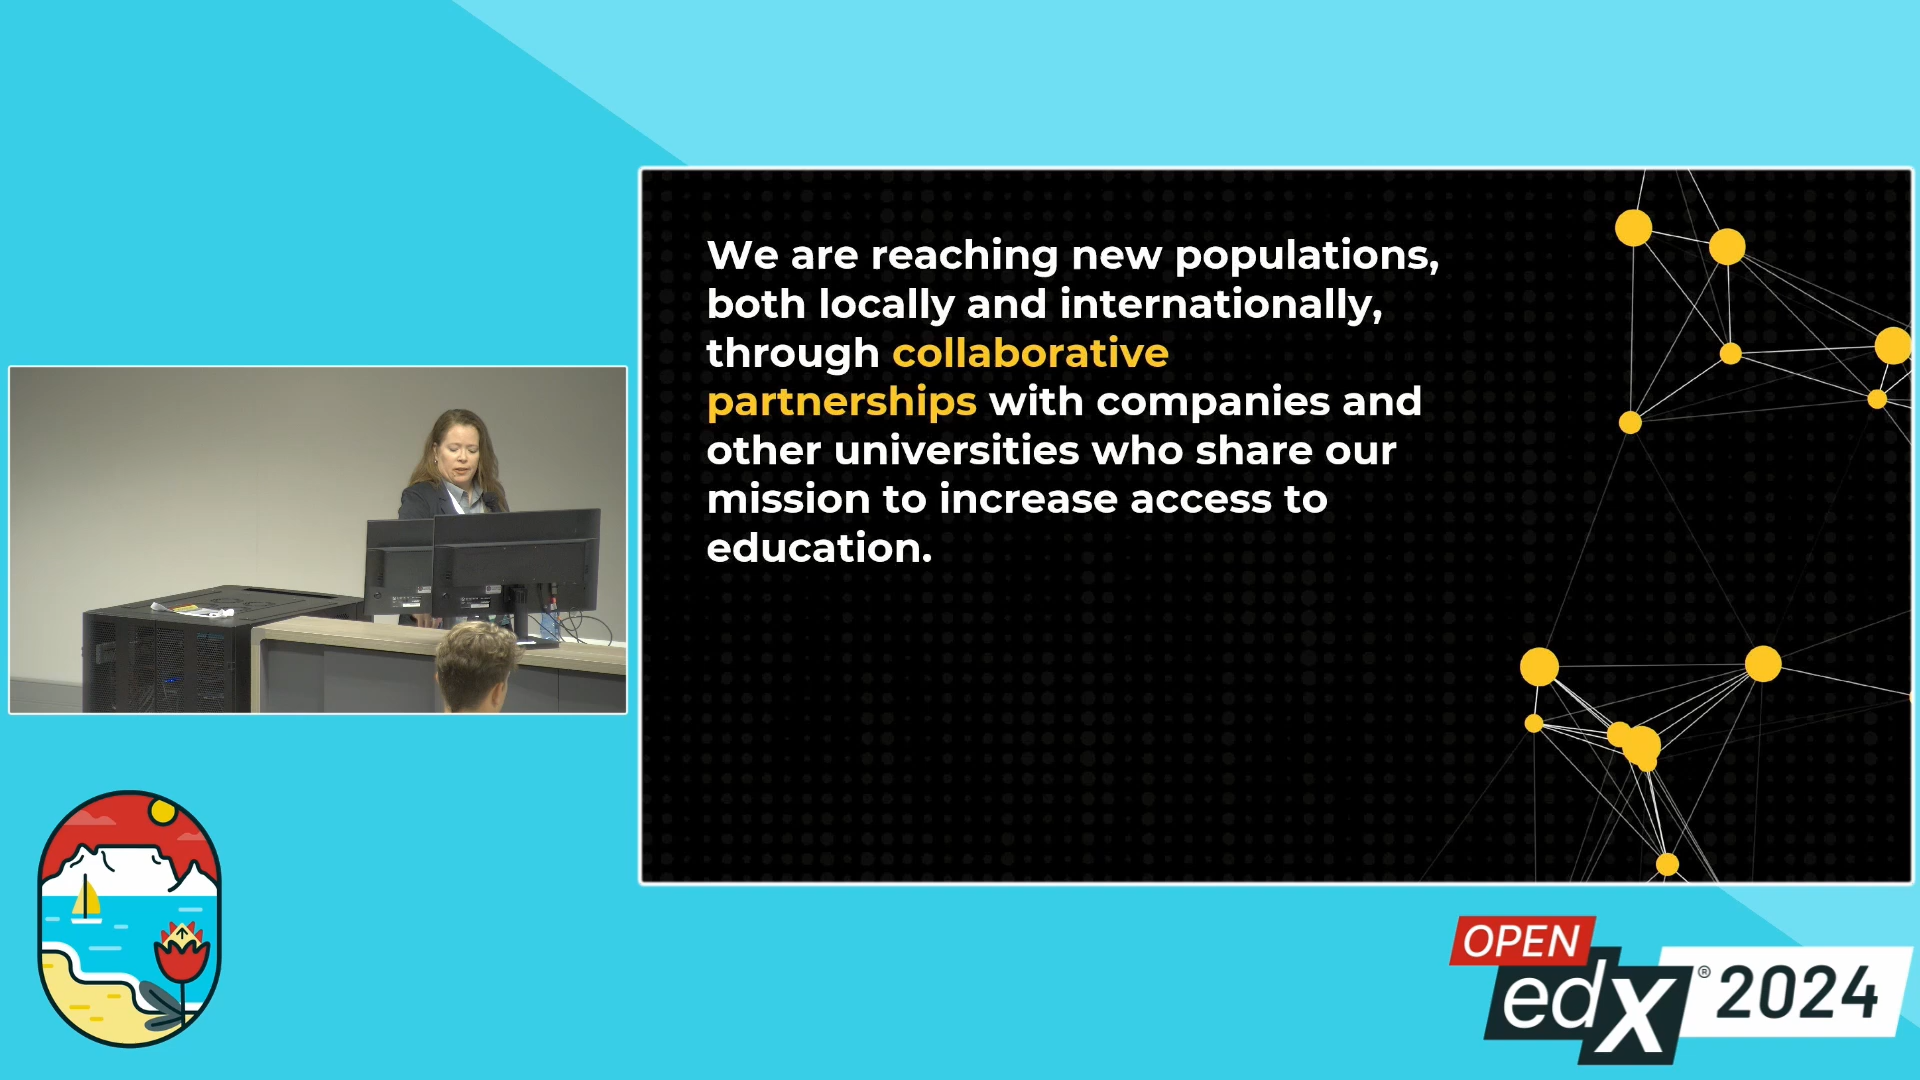 We are reaching new populations,
both locally and internationally,
through collaborative
partnerships with companies and
other universities who share our
mission to increase access to
education.
OPEN
edX ® 2024